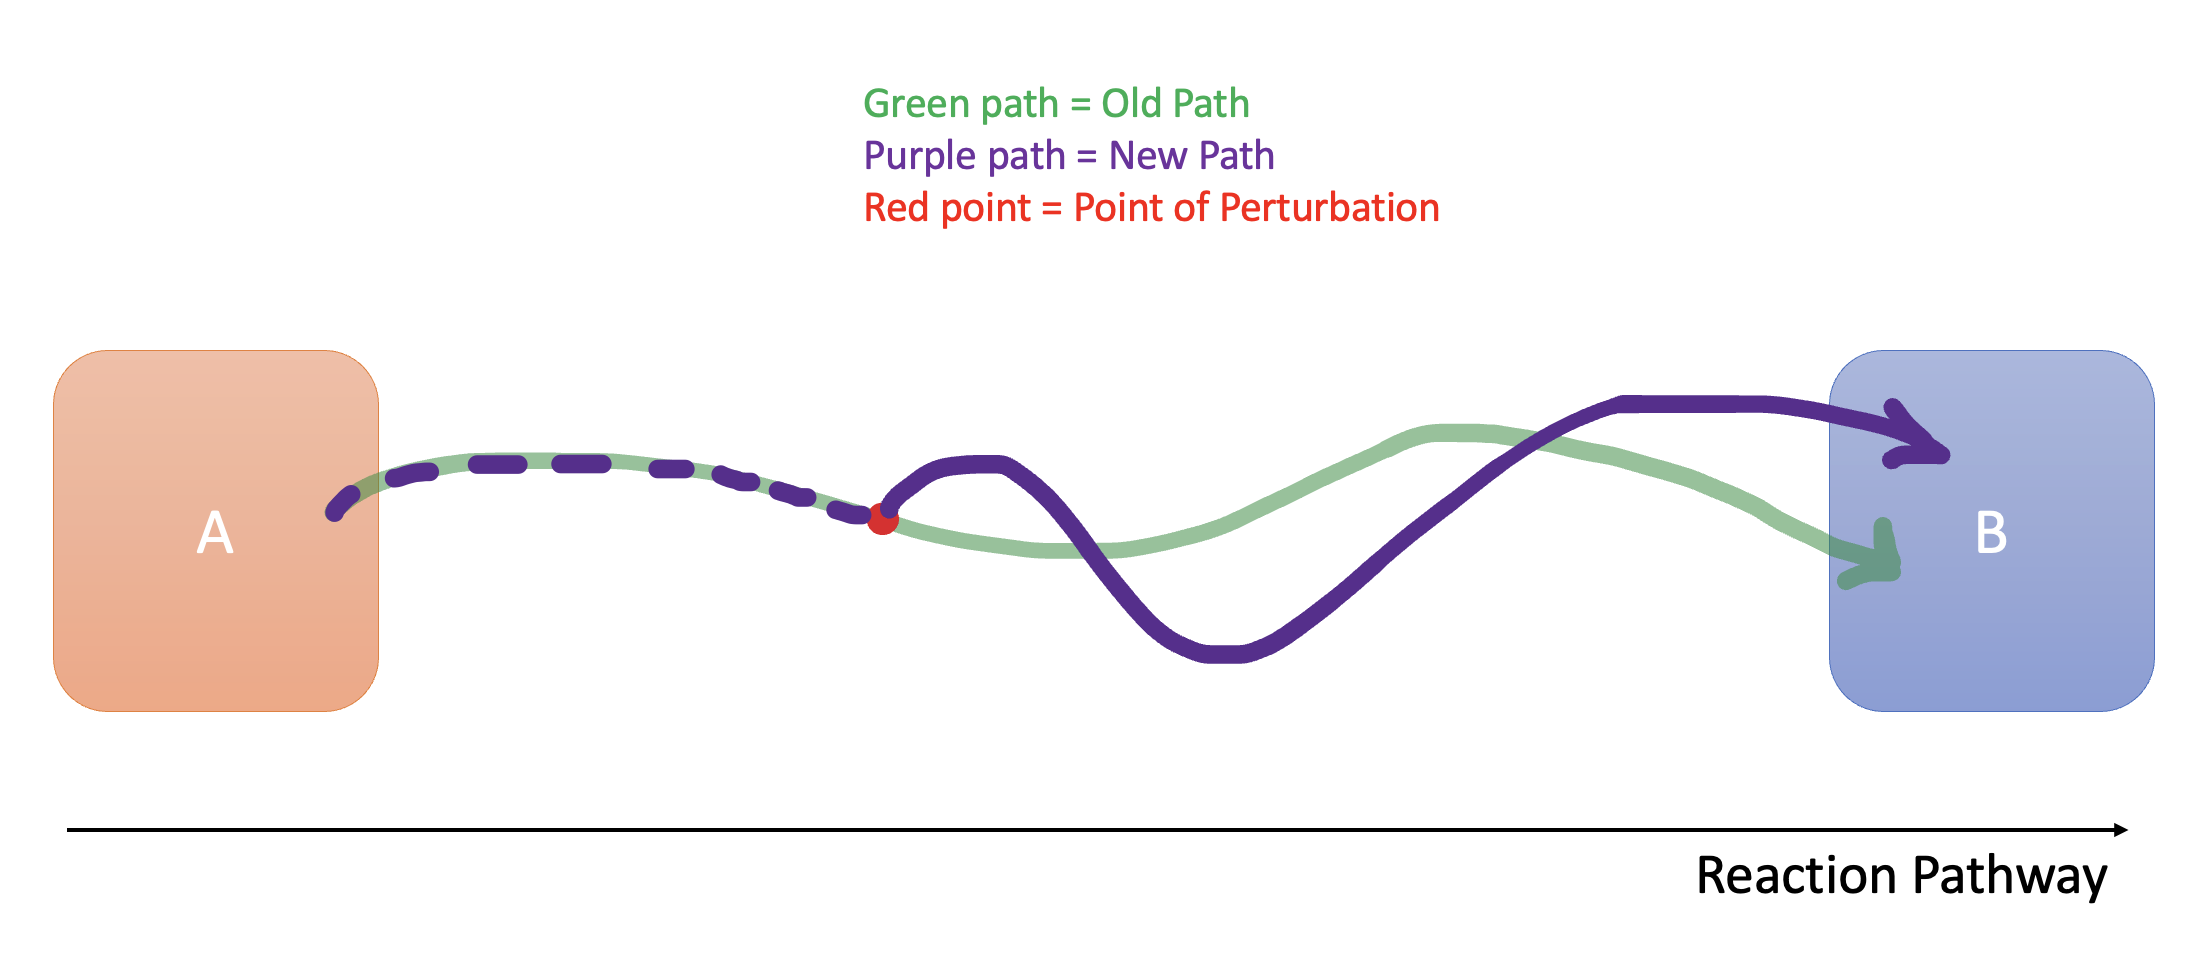 Green path = Old Path
Purple path = New Path
Red point = Point of Perturbation
A
B
Reaction Pathway